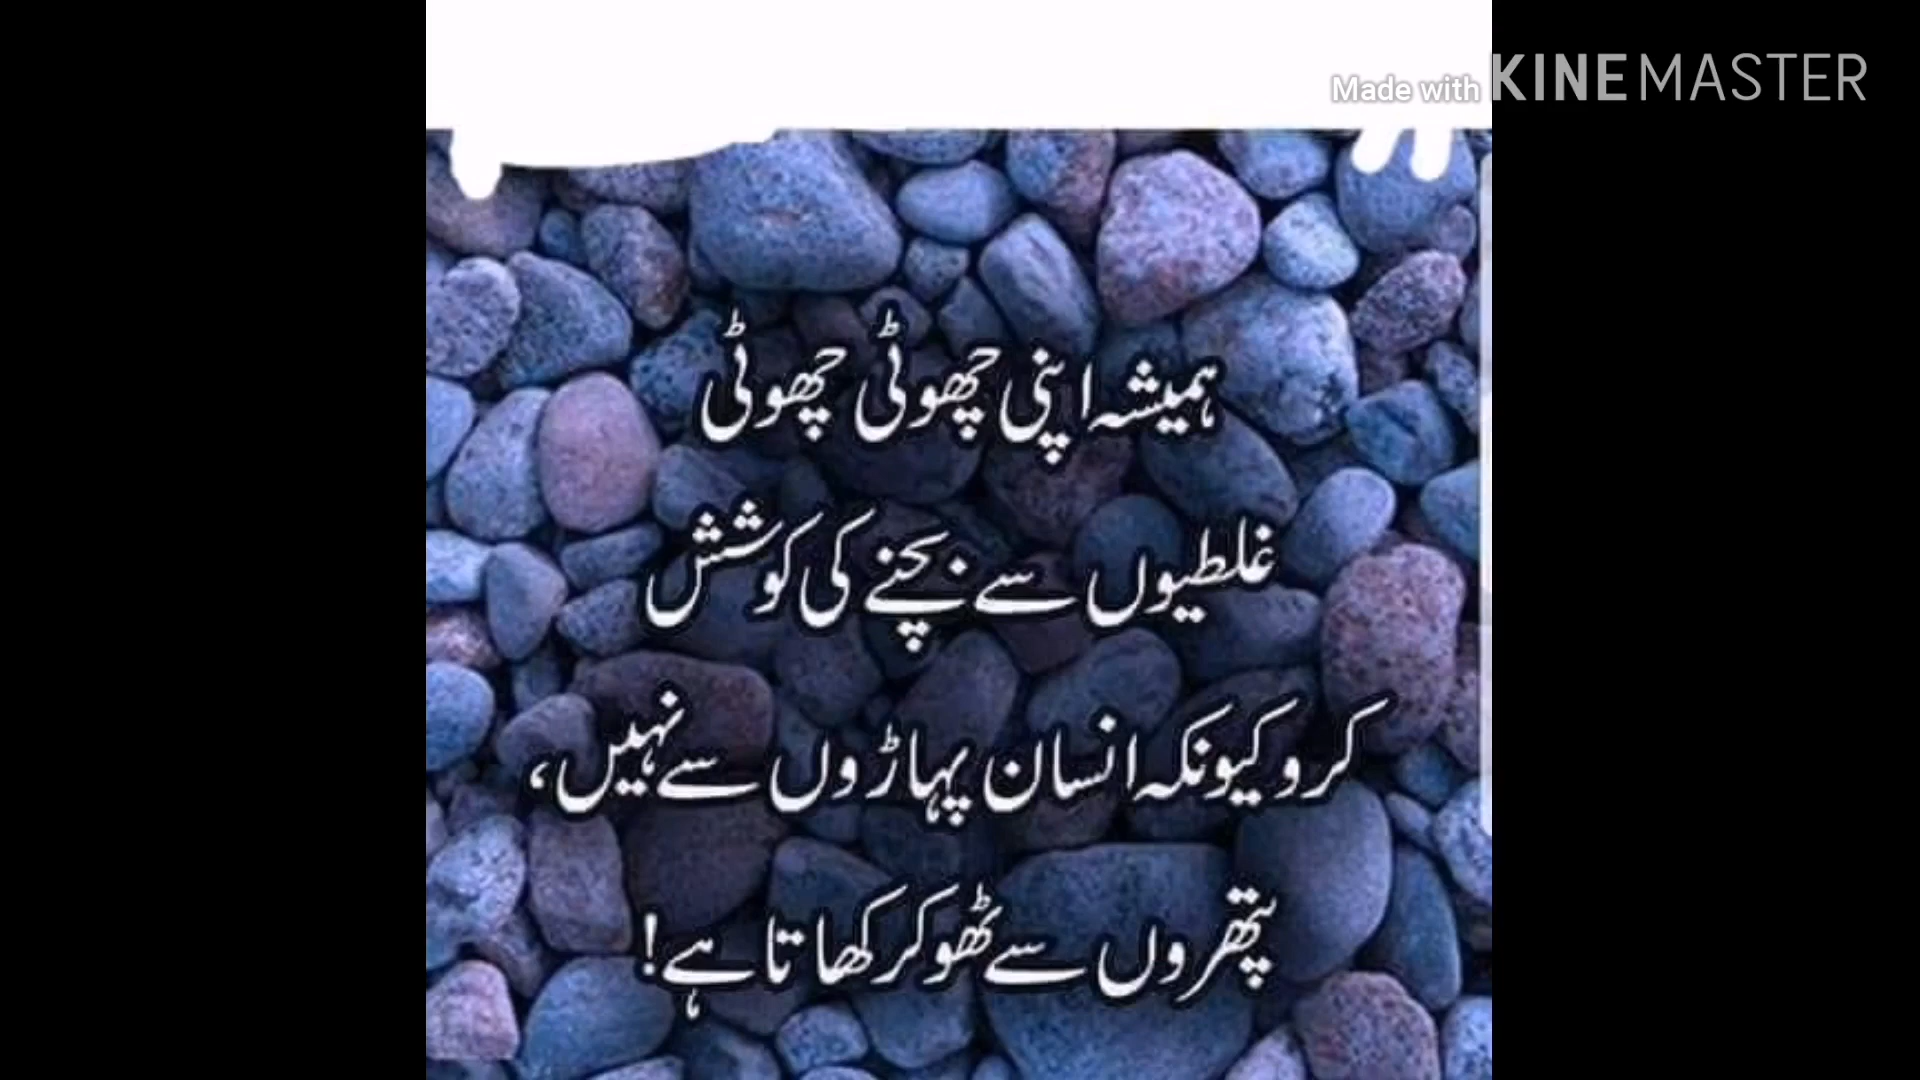 Made with KINEMASTER
ہمیشہ اپنی چھوٹی چھوٹی
غلطیوں سے بچنے کی کوشش
کرو کیونکہ انسان پہاڑوں سے نہیں،
پتھروں سے ٹھوکر کھاتا ہے!